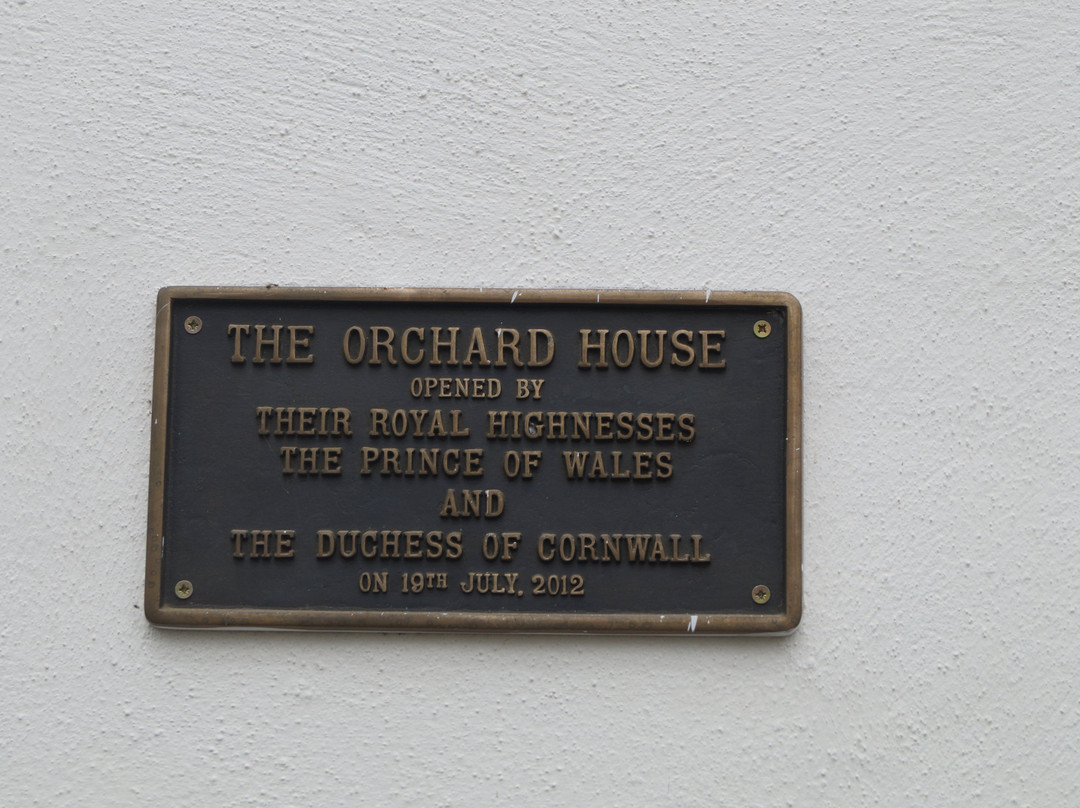 THE ORCHARD HOUSE
OPENED BY
THEIR ROYAL HIGHNESSES
THE PRINCE OF WALES
AND
THE DUCHESS OF CORNWALL
ON 19TH JULY, 2012